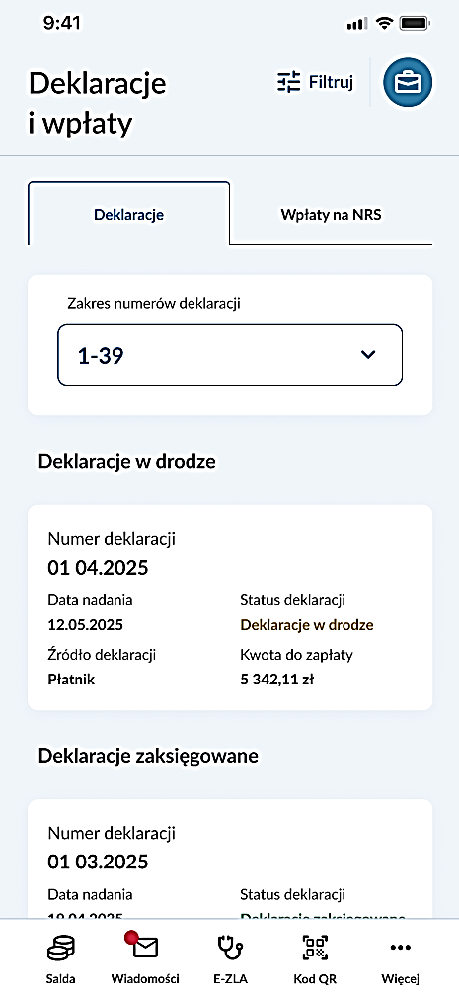 9:41
Deklaracje
i wpłaty
Filtruj
Deklaracje
Wpłaty na NRS
Zakres numerów deklaracji
1-39
Deklaracje w drodze
Numer deklaracji
01 04.2025
Data nadania
Status deklaracji
12.05.2025
Deklaracje w drodze
Źródło deklaracji
Kwota do zapłaty
Płatnik
5 342,11 zł
Deklaracje zaksięgowane
Numer deklaracji
01 03.2025
Data nadania
Status deklaracji
Deklaracje zaksięgowane
Salda
Wiadomości
E-ZLA
Kod QR
Więcej